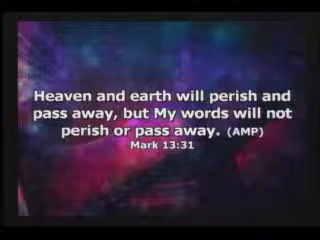 Heaven and earth will perish and
pass away, but My words will not
perish or pass away. (AMP)
Mark 13:31